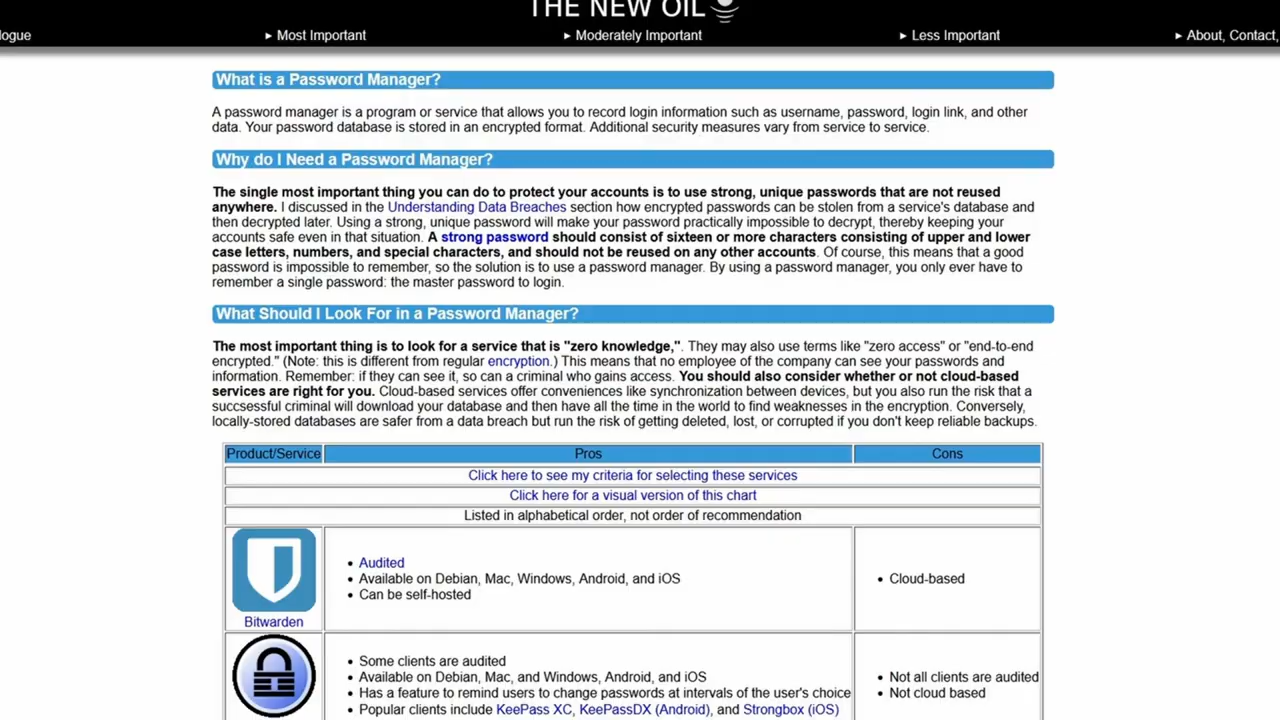 THE NEW OIL
logue
▸ Most Important
▸ Moderately Important
▸ Less Important
▸ About, Contact,
What is a Password Manager?
A password manager is a program or service that allows you to record login information such as username, password, login link, and other
data. Your password database is stored in an encrypted format. Additional security measures vary from service to service.
Why do I Need a Password Manager?
The single most important thing you can do to protect your accounts is to use strong, unique passwords that are not reused
anywhere. I discussed in the Understanding Data Breaches section how encrypted passwords can be stolen from a service's database and
then decrypted later. Using a strong, unique password will make your password practically impossible to decrypt, thereby keeping your
accounts safe even in that situation. A strong password should consist of sixteen or more characters consisting of upper and lower
case letters, numbers, and special characters, and should not be reused on any other accounts. Of course, this means that a good
password is impossible to remember, so the solution is to use a password manager. By using a password manager, you only ever have to
remember a single password: the master password to login.
What Should I Look For in a Password Manager?
The most important thing is to look for a service that is "zero knowledge,". They may also use terms like "zero access" or "end-to-end
encrypted." (Note: this is different from regular encryption.) This means that no employee of the company can see your passwords and
information. Remember: if they can see it, so can a criminal who gains access. You should also consider whether or not cloud-based
services are right for you. Cloud-based services offer conveniences like synchronization between devices, but you also run the risk that a
succsessful criminal will download your database and then have all the time in the world to find weaknesses in the encryption. Conversely,
locally-stored databases are safer from a data breach but run the risk of getting deleted, lost, or corrupted if you don't keep reliable backups.
Product/Service
Pros
Cons
Click here to see my criteria for selecting these services
Click here for a visual version of this chart
Listed in alphabetical order, not order of recommendation
Bitwarden
• Audited
• Available on Debian, Mac, Windows, Android, and iOS
• Can be self-hosted
• Cloud-based
• Some clients are audited
• Available on Debian, Mac, and Windows, Android, and iOS
• Has a feature to remind users to change passwords at intervals of the user's choice
• Popular clients include KeePass XC, KeePassDX (Android), and Strongbox (iOS)
• Not all clients are audited
• Not cloud based